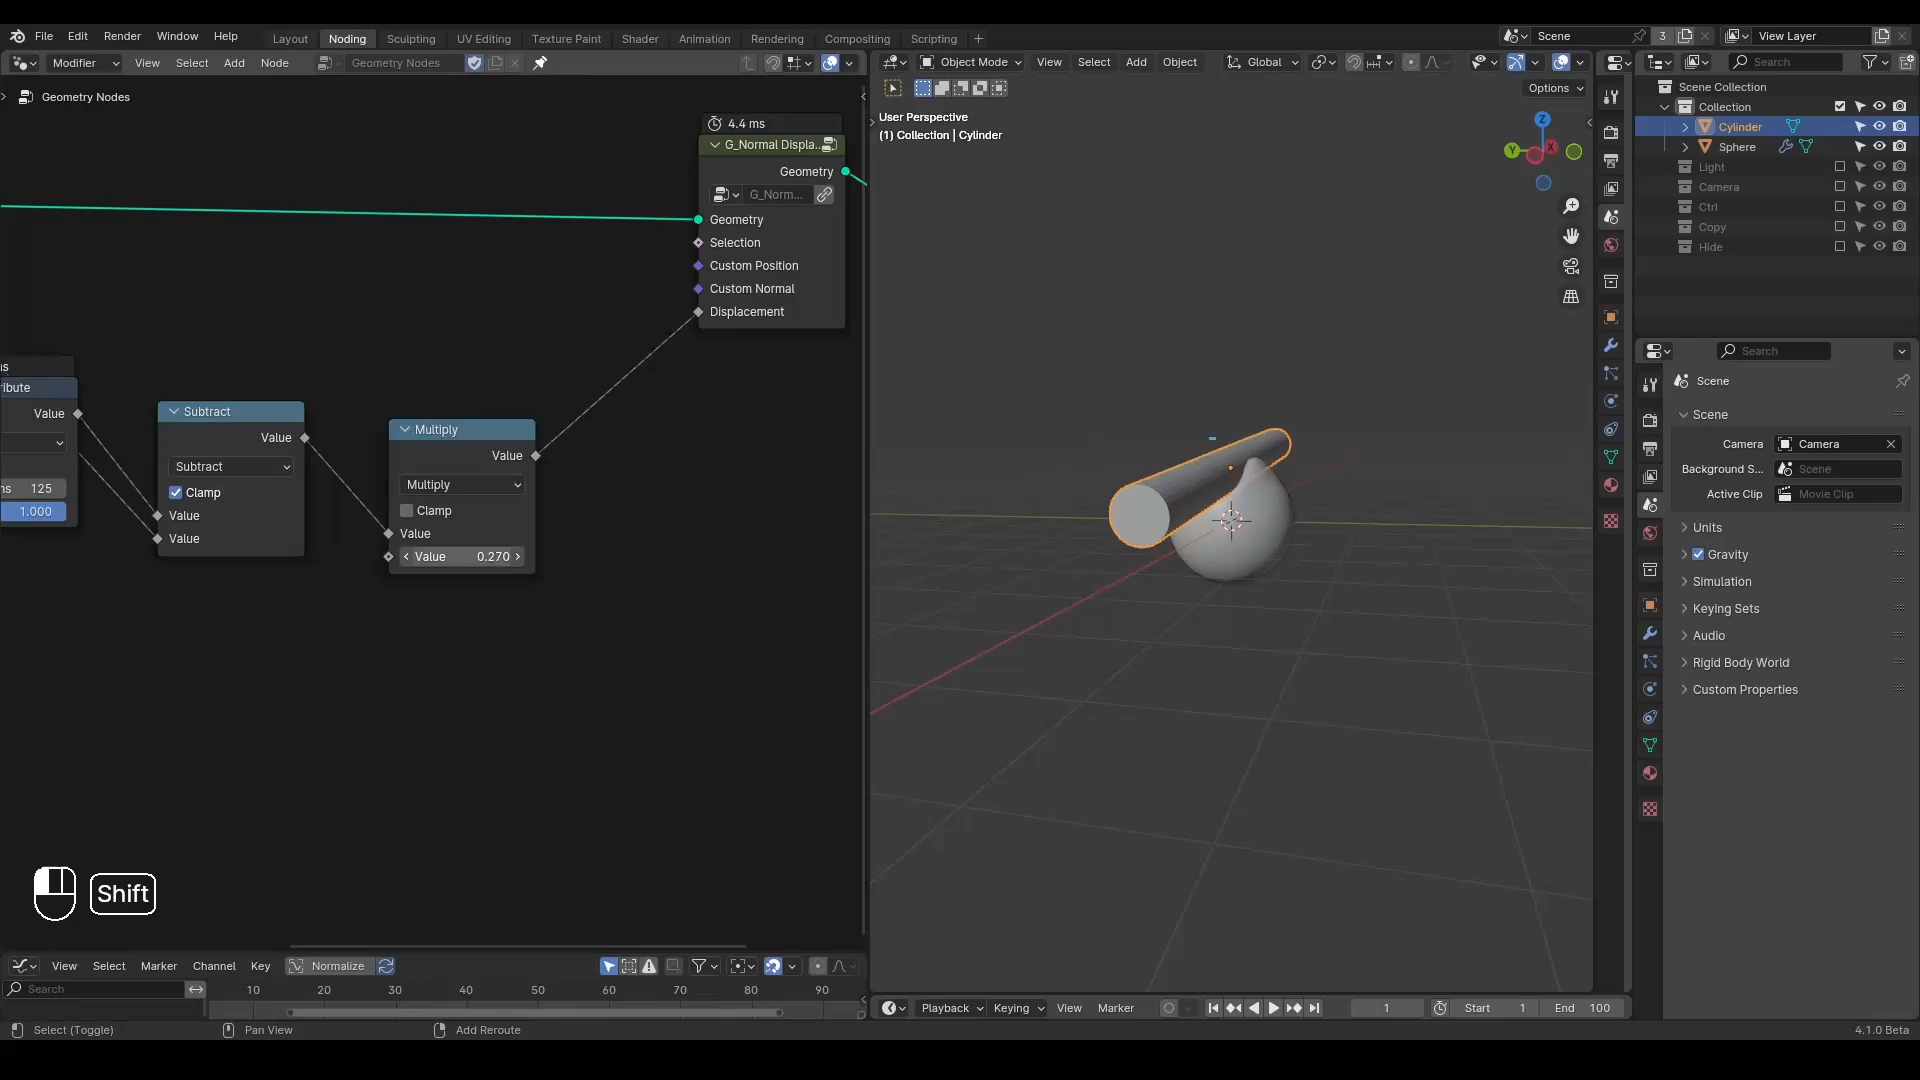 File Edit Render Window Help
Layout Noding Sculpting UV Editing Texture Paint Shader Animation Rendering Compositing Scripting +
Scene 3 View Layer
Modifier View Select Add Node Geometry Nodes
Object Mode View Select Add Object Global
Search
Geometry Nodes
Options
User Perspective
(1) Collection | Cylinder
Z
Y
X
Scene Collection
Collection
Cylinder
Sphere
Light
Camera
Ctrl
Copy
Hide
4.4 ms
G_Normal Displa..
Geometry
G_Norm...
Geometry
Selection
Custom Position
Custom Normal
Displacement
ibute
Value
125
1.000
Subtract
Value
Subtract
Clamp
Value
Value
Multiply
Value
Multiply
Clamp
Value
Value 0.270
Search
Scene
Scene
Camera Camera
Background S... Scene
Active Clip Movie Clip
Units
Gravity
Simulation
Keying Sets
Audio
Rigid Body World
Custom Properties
Shift
View Select Marker Channel Key Normalize
Search
10 20 30 40 50 60 70 80 90
Playback Keying View Marker 1 Start 1 End 100
Select (Toggle) Pan View Add Reroute
4.1.0 Beta